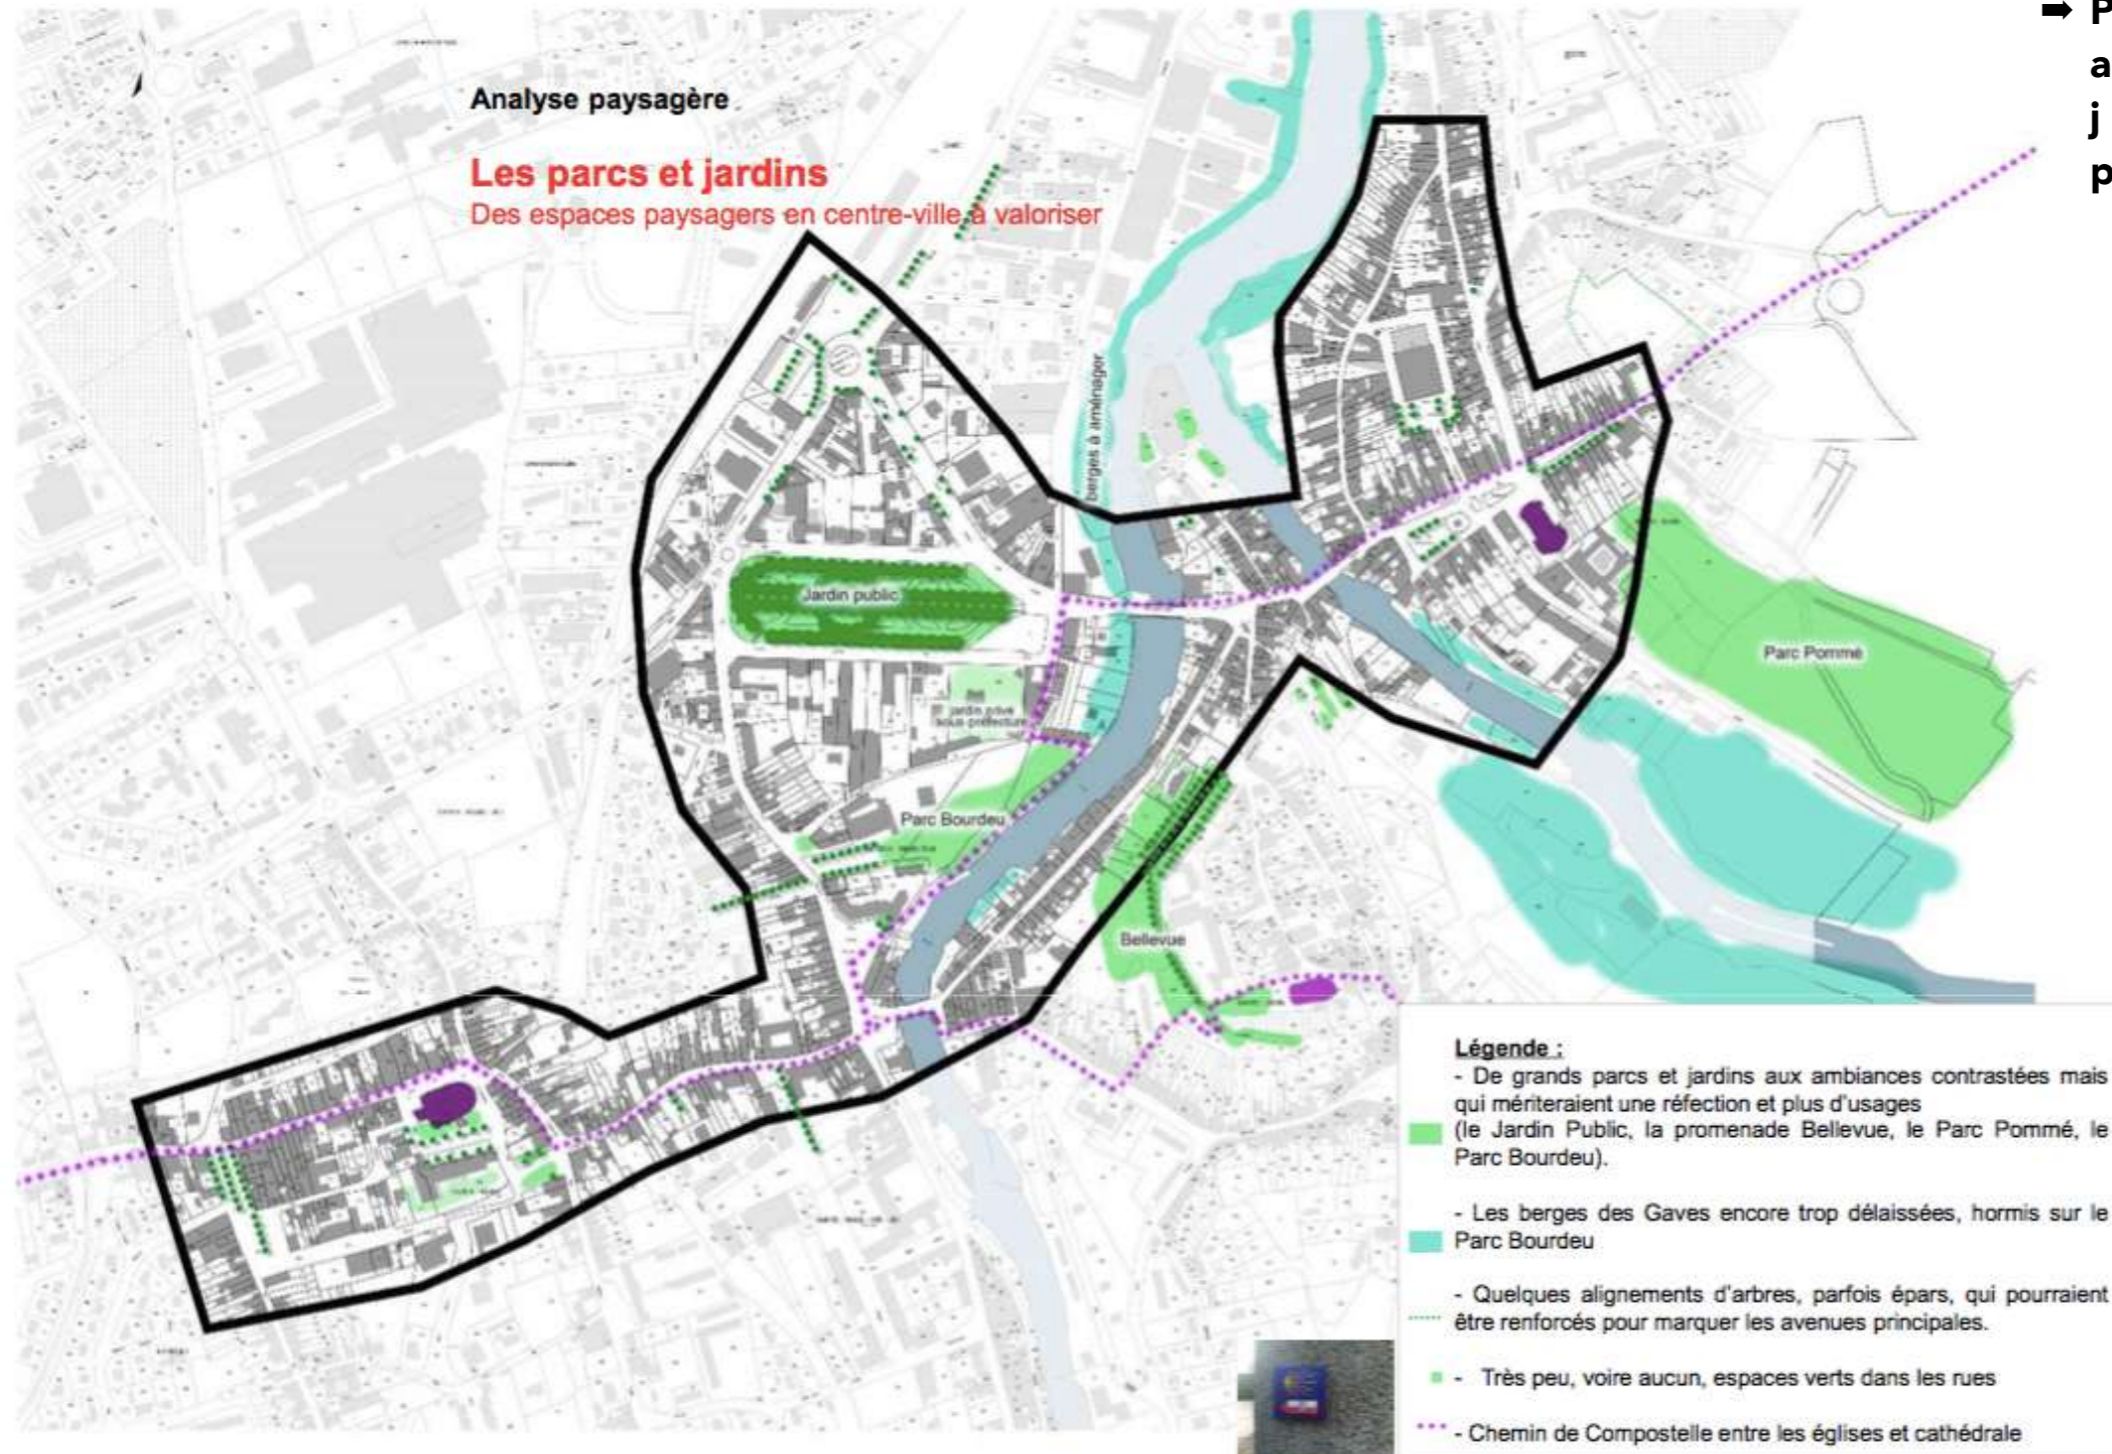 ➡ P
a
j
p
Analyse paysagère
Les parcs et jardins
Des espaces paysagers en centre-ville à valoriser
berges à aménager
Jardin public
jardin privé
sous-préfecture
Parc Pommé
Parc Bourdeu
Bellevue
Légende :
- De grands parcs et jardins aux ambiances contrastées mais
qui mériteraient une réfection et plus d'usages
(le Jardin Public, la promenade Bellevue, le Parc Pommé, le
Parc Bourdeu).
- Les berges des Gaves encore trop délaissées, hormis sur le
Parc Bourdeu
- Quelques alignements d'arbres, parfois épars, qui pourraient
être renforcés pour marquer les avenues principales.
- Très peu, voire aucun, espaces verts dans les rues
- Chemin de Compostelle entre les églises et cathédrale